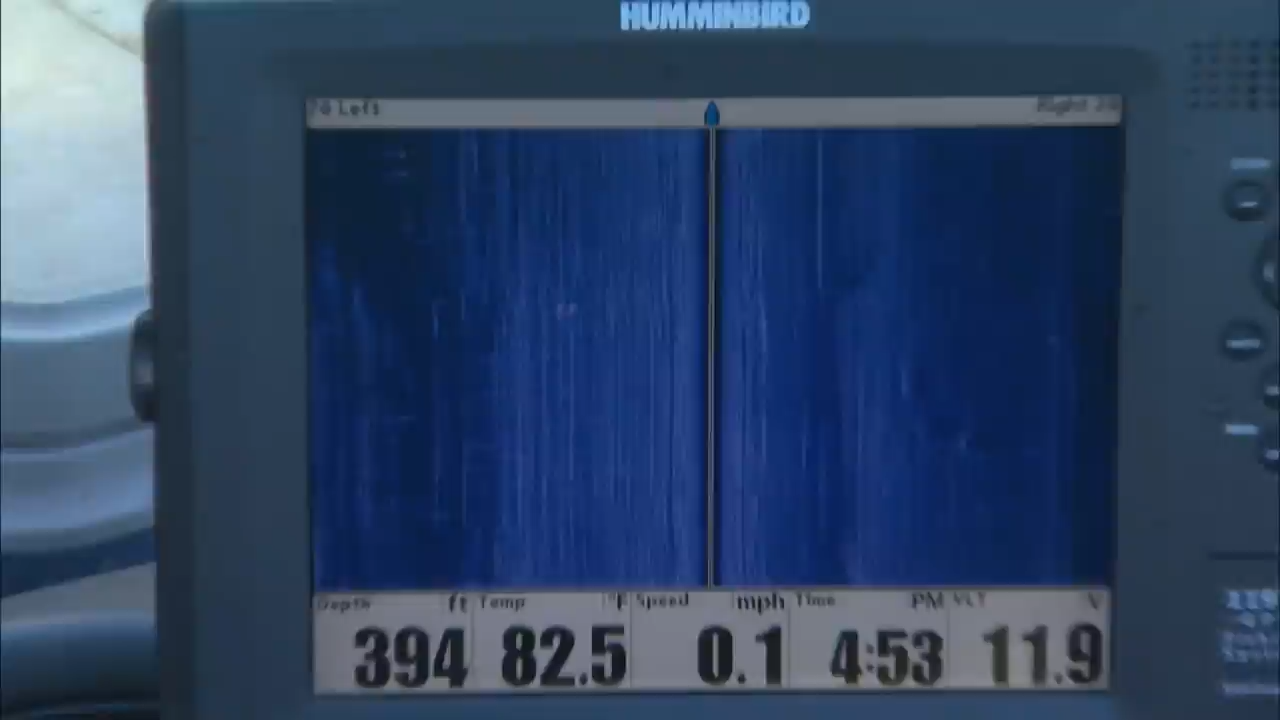 HUMMINBIRD
70 Left
Depth ft Temp °F Speed mph Time PM VLT V
394 82.5 0.1 4:53 11.9